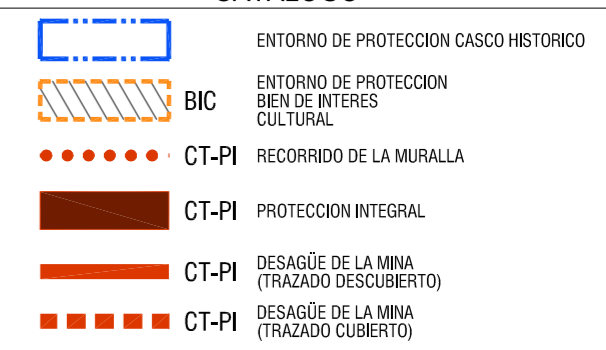 ENTORNO DE PROTECCION CASCO HISTORICO
BIC
ENTORNO DE PROTECCION
BIEN DE INTERES
CULTURAL
CT-PI RECORRIDO DE LA MURALLA
CT-PI PROTECCION INTEGRAL
CT-PI
DESAGÜE DE LA MINA
(TRAZADO DESCUBIERTO)
CT-PI
DESAGÜE DE LA MINA
(TRAZADO CUBIERTO)